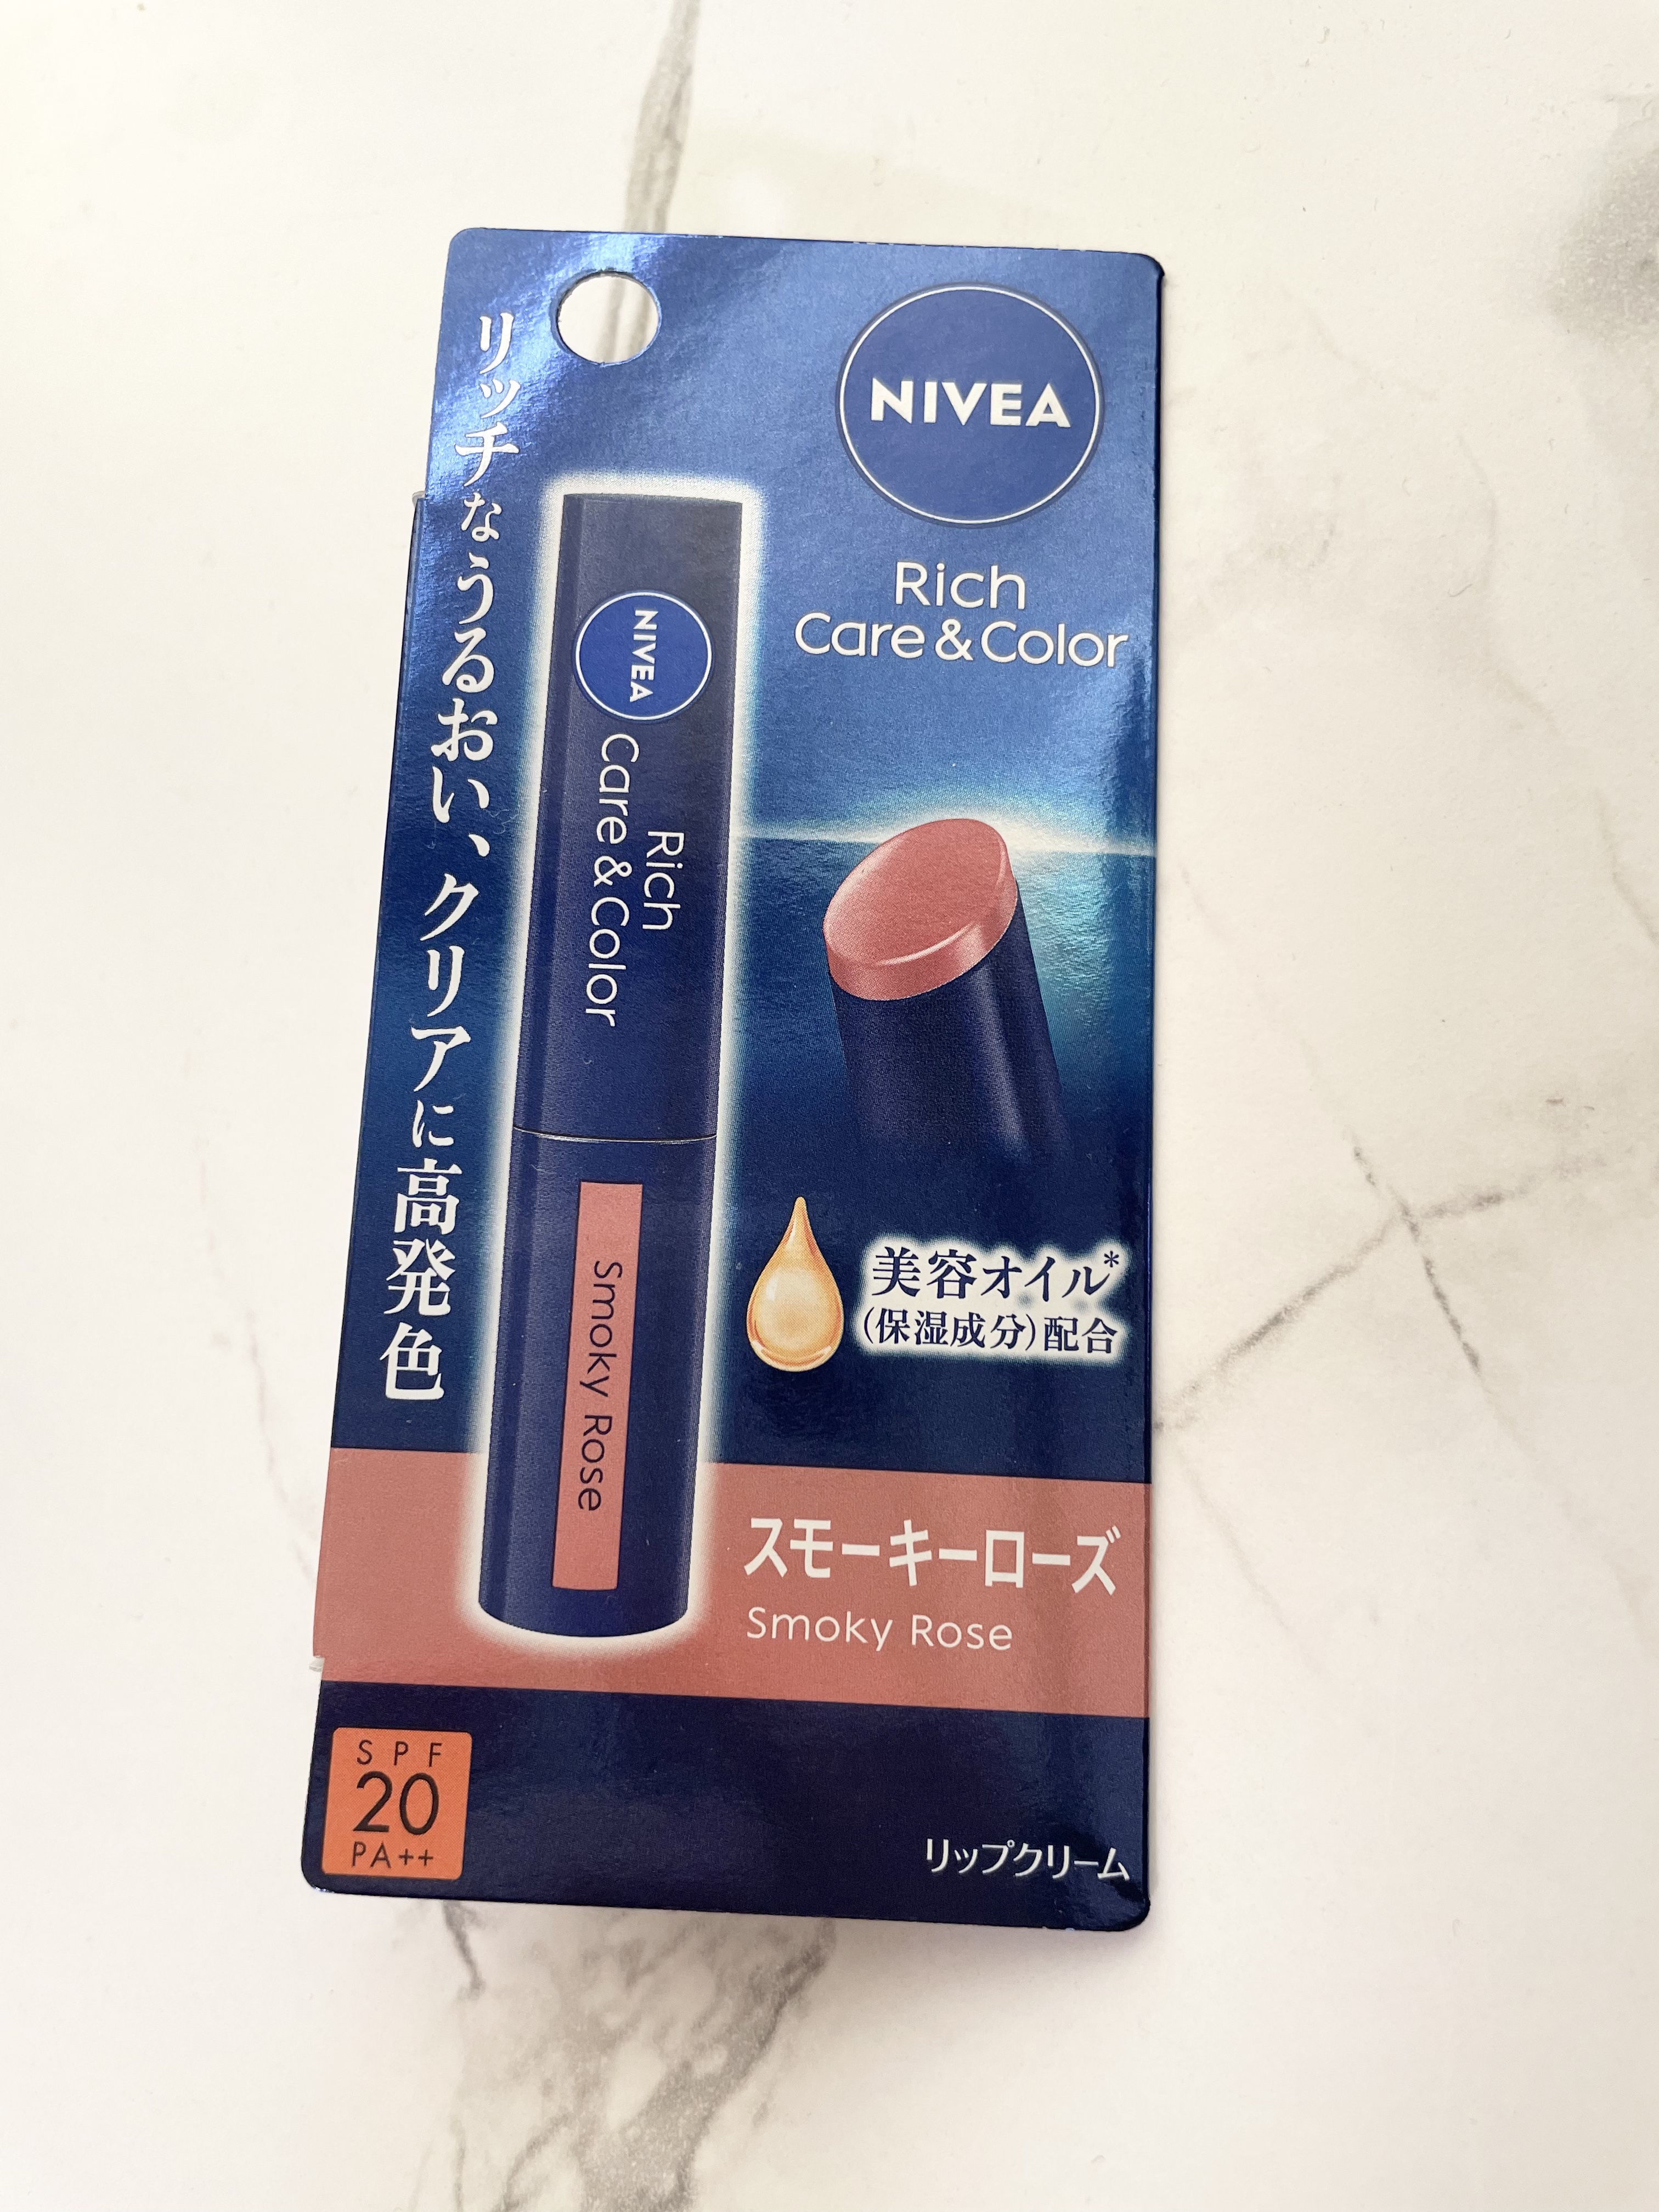 NIVEA
Rich
Care & Color
リッチなうるおい、クリアに高発色
NIVEA
Rich
Care & Color
Smoky Rose
美容オイル*
(保湿成分)配合
スモーキーローズ
Smoky Rose
SPF
20
PA++
リップクリーム